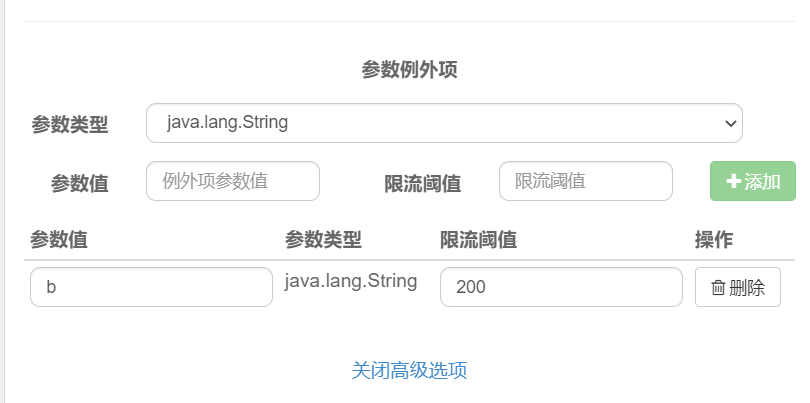 参数例外项
参数类型 java.lang.String
参数值 例外项参数值 限流阈值 限流阈值 添加
参数值 参数类型 限流阈值 操作
b java.lang.String 200 删除
关闭高级选项